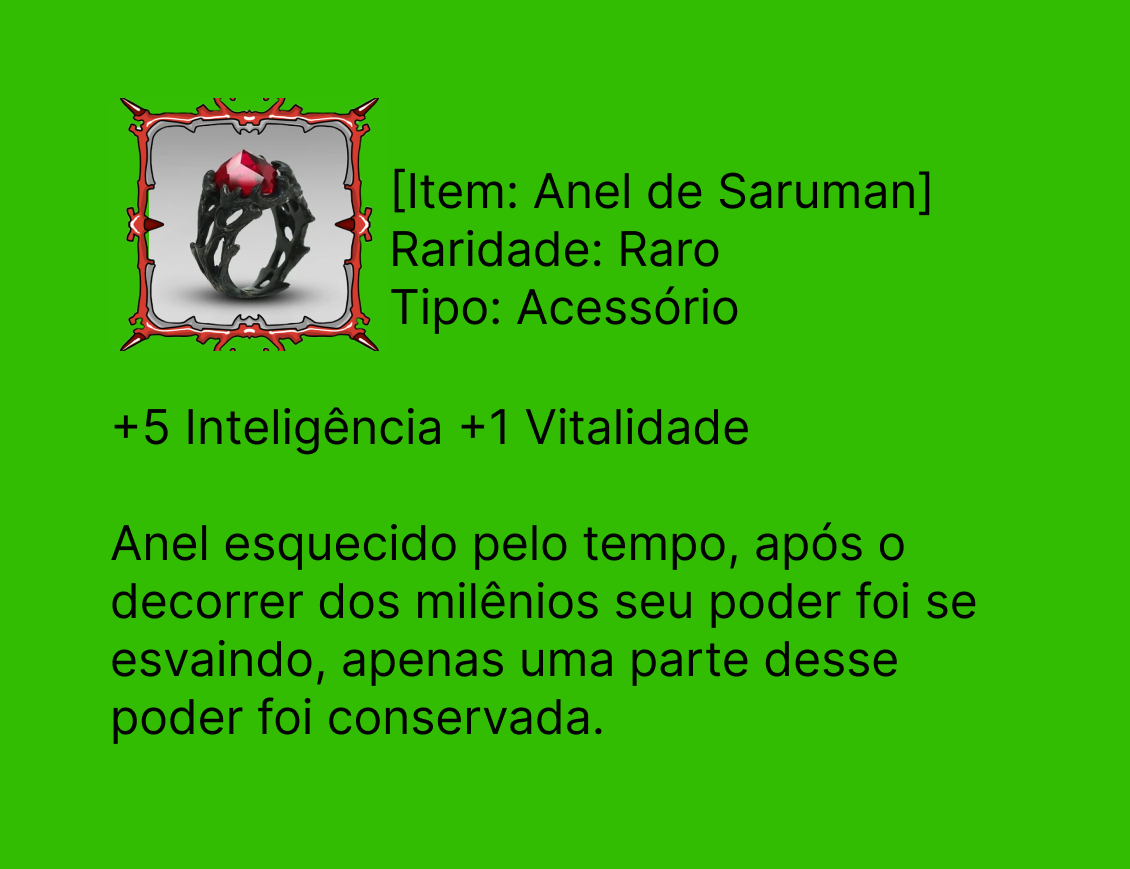 [Item: Anel de Saruman]
Raridade: Raro
Tipo: Acessório
+5 Inteligência +1 Vitalidade
Anel esquecido pelo tempo, após o
decorrer dos milênios seu poder foi se
esvaindo, apenas uma parte desse
poder foi conservada.